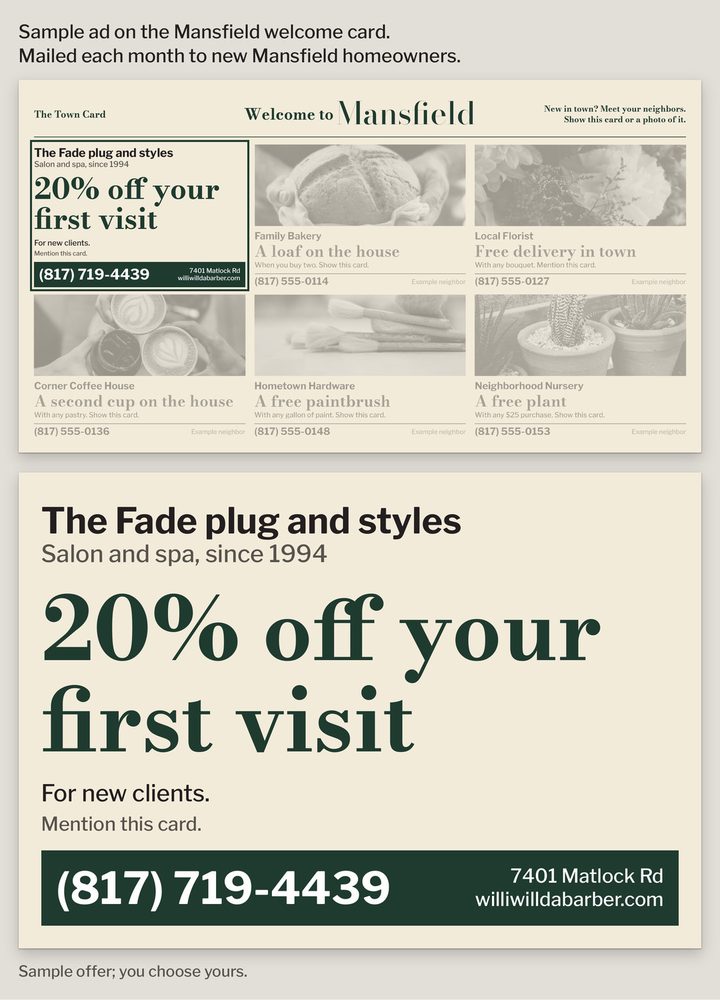 Sample ad on the Mansfield welcome card.
Mailed each month to new Mansfield homeowners.
The Town Card
Welcome to Mansfield
New in town? Meet your neighbors.
Show this card or a photo of it.
The Fade plug and styles
Salon and spa, since 1994
20% off your
first visit
For new clients.
Mention this card.
(817) 719-4439
7401 Matlock Rd
williwilldabarber.com
Family Bakery
A loaf on the house
When you buy two. Show this card.
(817) 555-0114
Example neighbor
Local Florist
Free delivery in town
With any bouquet. Mention this card.
(817) 555-0127
Example neighbor
Corner Coffee House
A second cup on the house
With any pastry. Show this card.
(817) 555-0136
Example neighbor
Hometown Hardware
A free paintbrush
With any gallon of paint. Show this card.
(817) 555-0148
Example neighbor
Neighborhood Nursery
A free plant
With any $25 purchase. Show this card.
(817) 555-0153
Example neighbor
The Fade plug and styles
Salon and spa, since 1994
20% off your
first visit
For new clients.
Mention this card.
(817) 719-4439
7401 Matlock Rd
williwilldabarber.com
Sample offer; you choose yours.